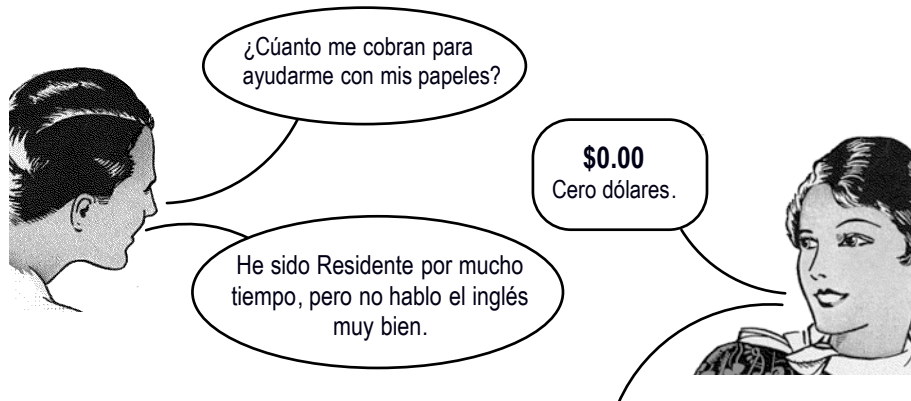 ¿Cúanto me cobran para
ayudarme con mis papeles?
$0.00
Cero dólares.
He sido Residente por mucho
tiempo, pero no hablo el inglés
muy bien.